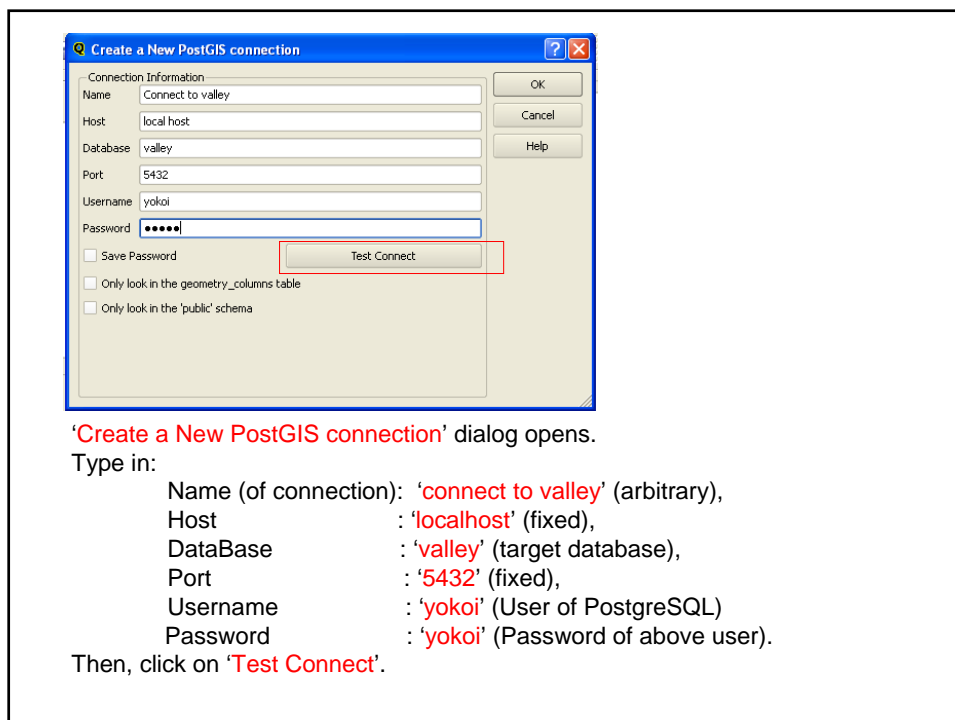 Create a New PostGIS connection
Connection Information
Name Connect to valley
Host local host
Database valley
Port 5432
Username yokoi
Password •••••
Save Password
Test Connect
Only look in the geometry_columns table
Only look in the 'public' schema
OK
Cancel
Help
‘Create a New PostGIS connection’ dialog opens.
Type in:
Name (of connection): ‘connect to valley’ (arbitrary),
Host : ‘localhost’ (fixed),
DataBase : ‘valley’ (target database),
Port : ‘5432’ (fixed),
Username : ‘yokoi’ (User of PostgreSQL)
Password : ‘yokoi’ (Password of above user).
Then, click on ‘Test Connect’.